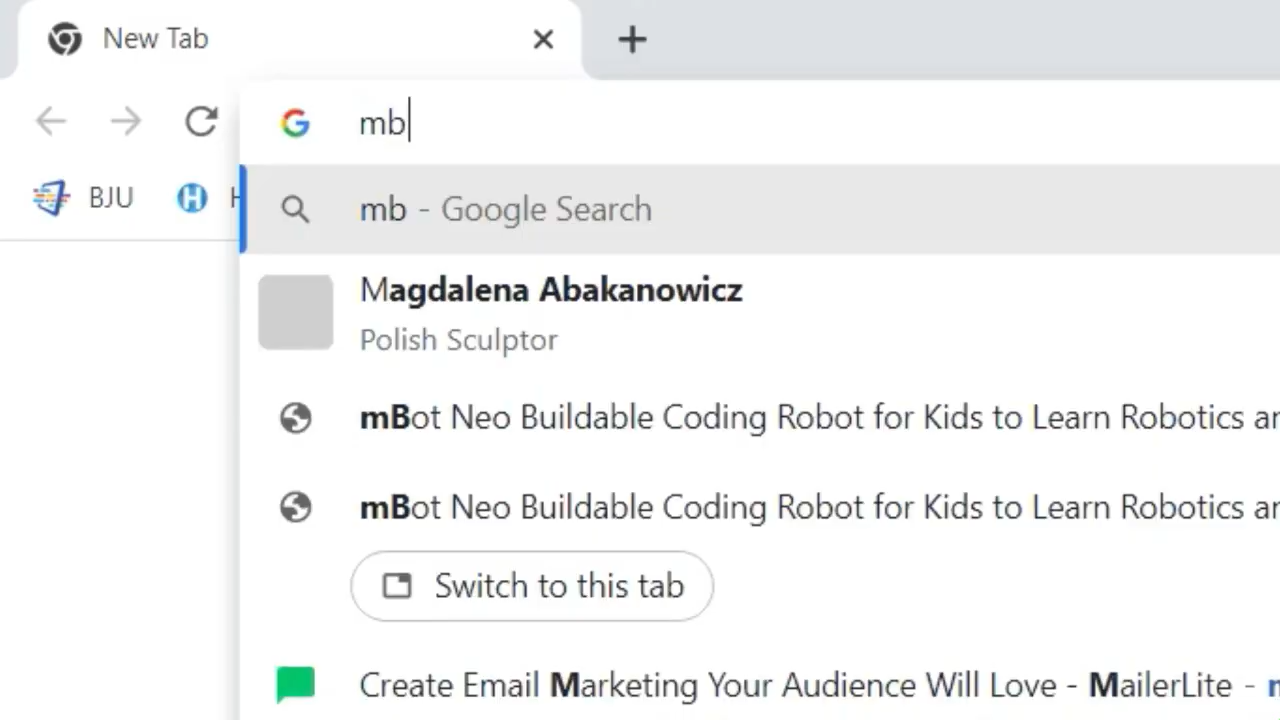 New Tab
mb
BJU
mb - Google Search
Magdalena Abakanowicz
Polish Sculptor
mBot Neo Buildable Coding Robot for Kids to Learn Robotics
mBot Neo Buildable Coding Robot for Kids to Learn Robotics
Switch to this tab
Create Email Marketing Your Audience Will Love - MailerLite -